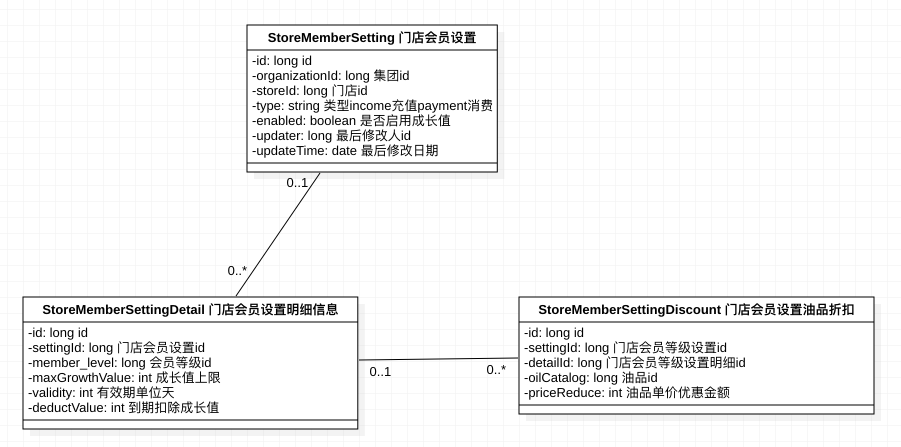 StoreMemberSetting 门店会员设置
-id: long id
-organizationId: long 集团id
-storeId: long 门店id
-type: string 类型income充值payment消费
-enabled: boolean 是否启用成长值
-updater: long 最后修改人id
-updateTime: date 最后修改日期
0..1
0..*
StoreMemberSettingDetail 门店会员设置明细信息
-id: long id
-settingId: long 门店会员设置id
-member_level: long 会员等级id
-maxGrowthValue: int 成长值上限
-validity: int 有效期单位天
-deductValue: int 到期扣除成长值
0..1
0..*
StoreMemberSettingDiscount 门店会员设置油品折扣
-id: long id
-settingId: long 门店会员等级设置id
-detailId: long 门店会员等级设置明细id
-oilCatalog: long 油品id
-priceReduce: int 油品单价优惠金额